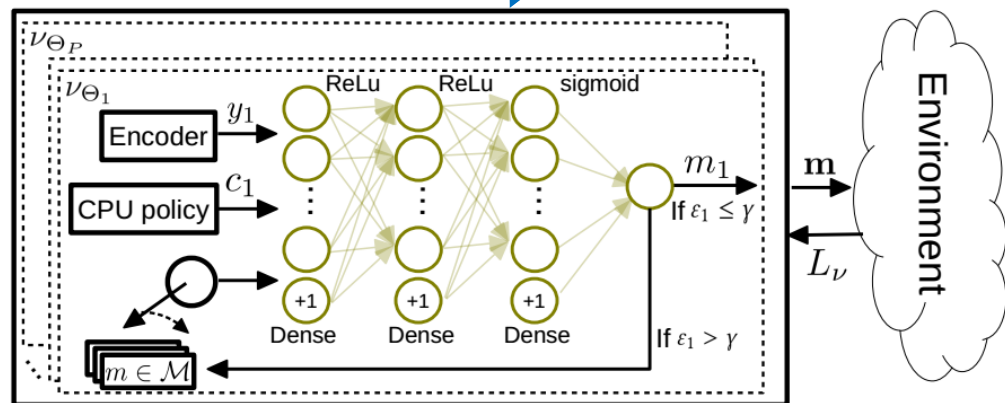 ν_{Θ_P}
ν_{Θ_1}
ReLu ReLu sigmoid
Encoder y_1
CPU policy c_1
m_1
If ε_1 ≤ γ
+1 +1 +1
Dense Dense Dense
If ε_1 > γ
m ∈ ℳ
𝐦
L_ν
Environment